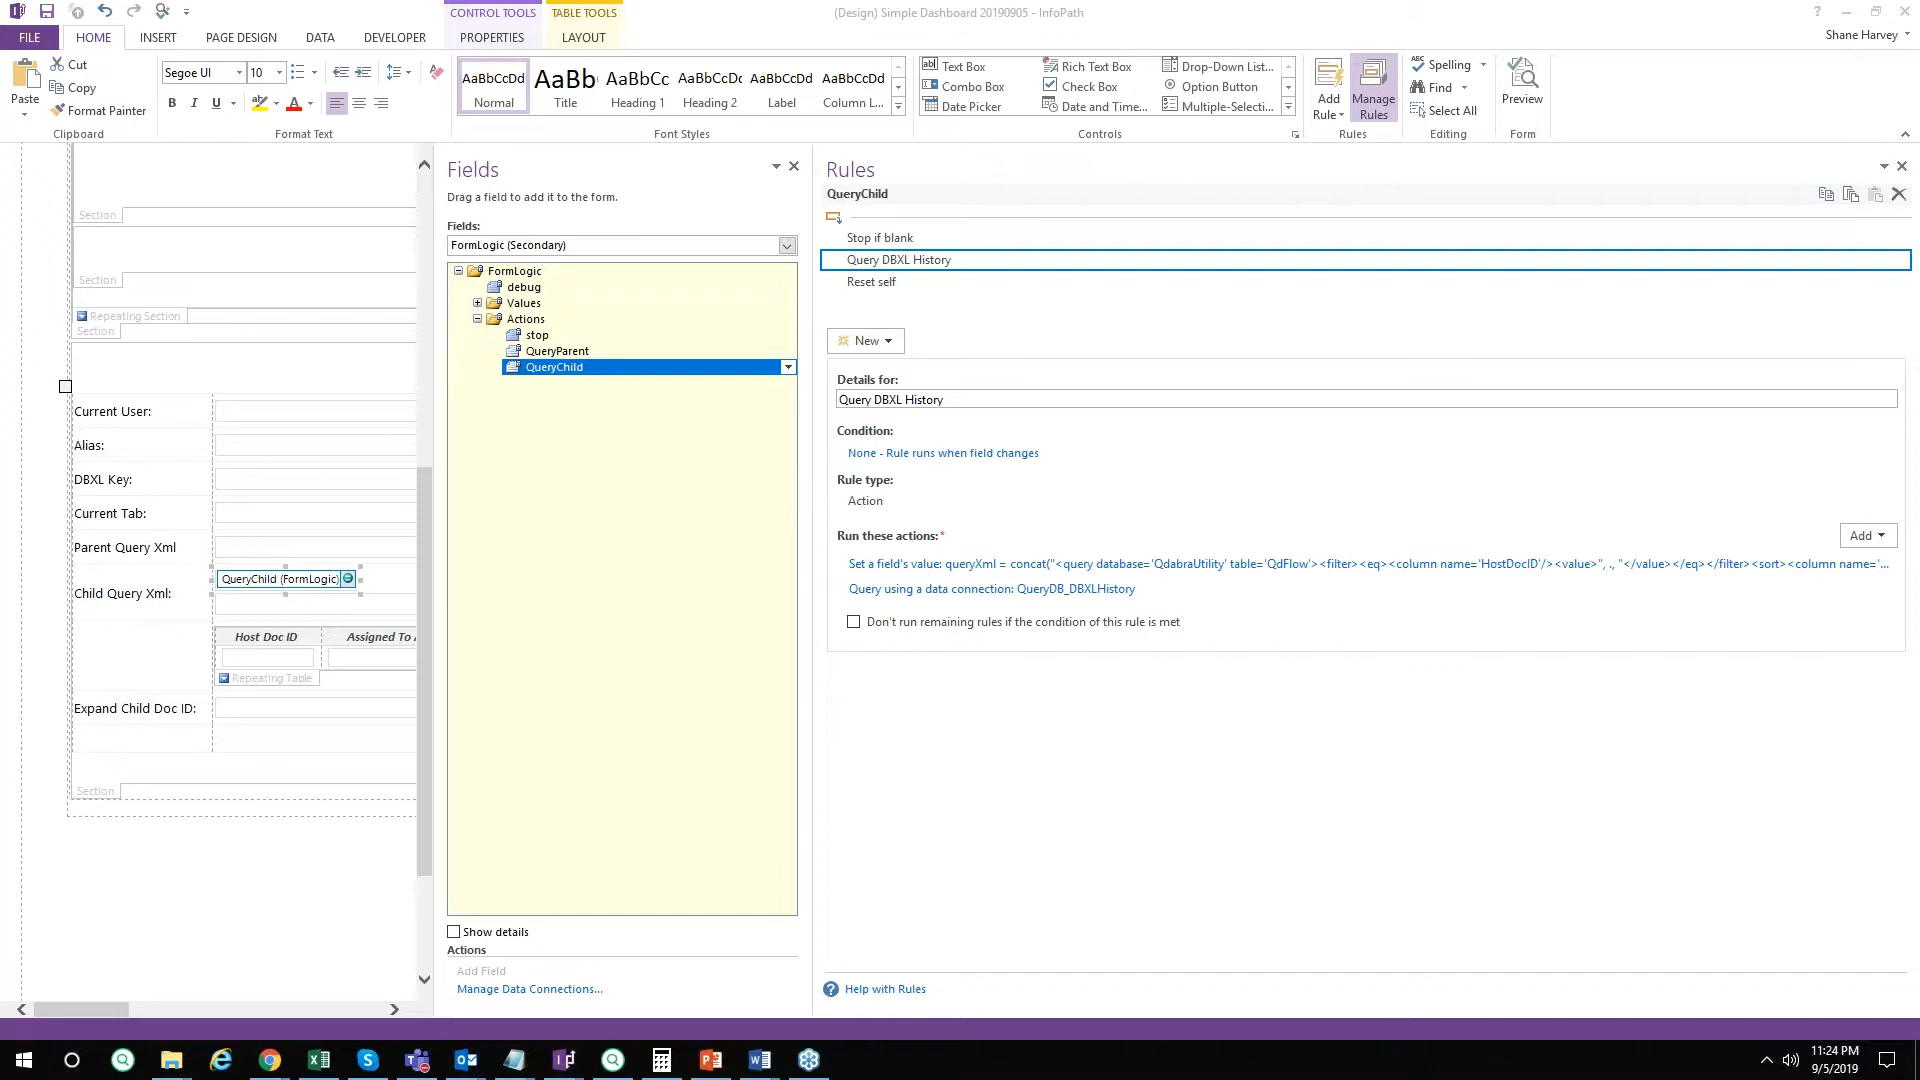 CONTROL TOOLS
TABLE TOOLS
(Design) Simple Dashboard 20190905 - InfoPath
?
FILE
HOME
INSERT
PAGE DESIGN
DATA
DEVELOPER
PROPERTIES
LAYOUT
Shane Harvey
Paste
Cut
Copy
Format Painter
Clipboard
Segoe UI
10
B I U
A
Format Text
AaBbCcDd
Normal
AaBb
Title
AaBbCc
Heading 1
AaBbCcDc
Heading 2
AaBbCcDd
Label
AaBbCcDd
Column L...
Font Styles
Text Box
Combo Box
Date Picker
Rich Text Box
Check Box
Date and Time...
Drop-Down List...
Option Button
Multiple-Selecti...
Controls
Add
Rule
Manage
Rules
Rules
Spelling
Find
Select All
Editing
Preview
Form
Section
Section
Repeating Section
Section
Current User:
Alias:
DBXL Key:
Current Tab:
Parent Query Xml
QueryChild (FormLogic)
Child Query Xml:
Host Doc ID
Assigned To A
Repeating Table
Expand Child Doc ID:
Section
Fields
Drag a field to add it to the form.
Fields:
FormLogic (Secondary)
FormLogic
debug
Values
Actions
stop
QueryParent
QueryChild
Show details
Actions
Add Field
Manage Data Connections...
Rules
QueryChild
Stop if blank
Query DBXL History
Reset self
New
Details for:
Query DBXL History
Condition:
None - Rule runs when field changes
Rule type:
Action
Run these actions:*
Add
Set a field's value: queryXml = concat("<query database='QdabraUtility' table='QdFlow'><filter><eq><column name='HostDocID'/><value>", ., "</value></eq></filter><sort><column name='...
Query using a data connection: QueryDB_DBXLHistory
Don't run remaining rules if the condition of this rule is met
Help with Rules
11:24 PM
9/5/2019